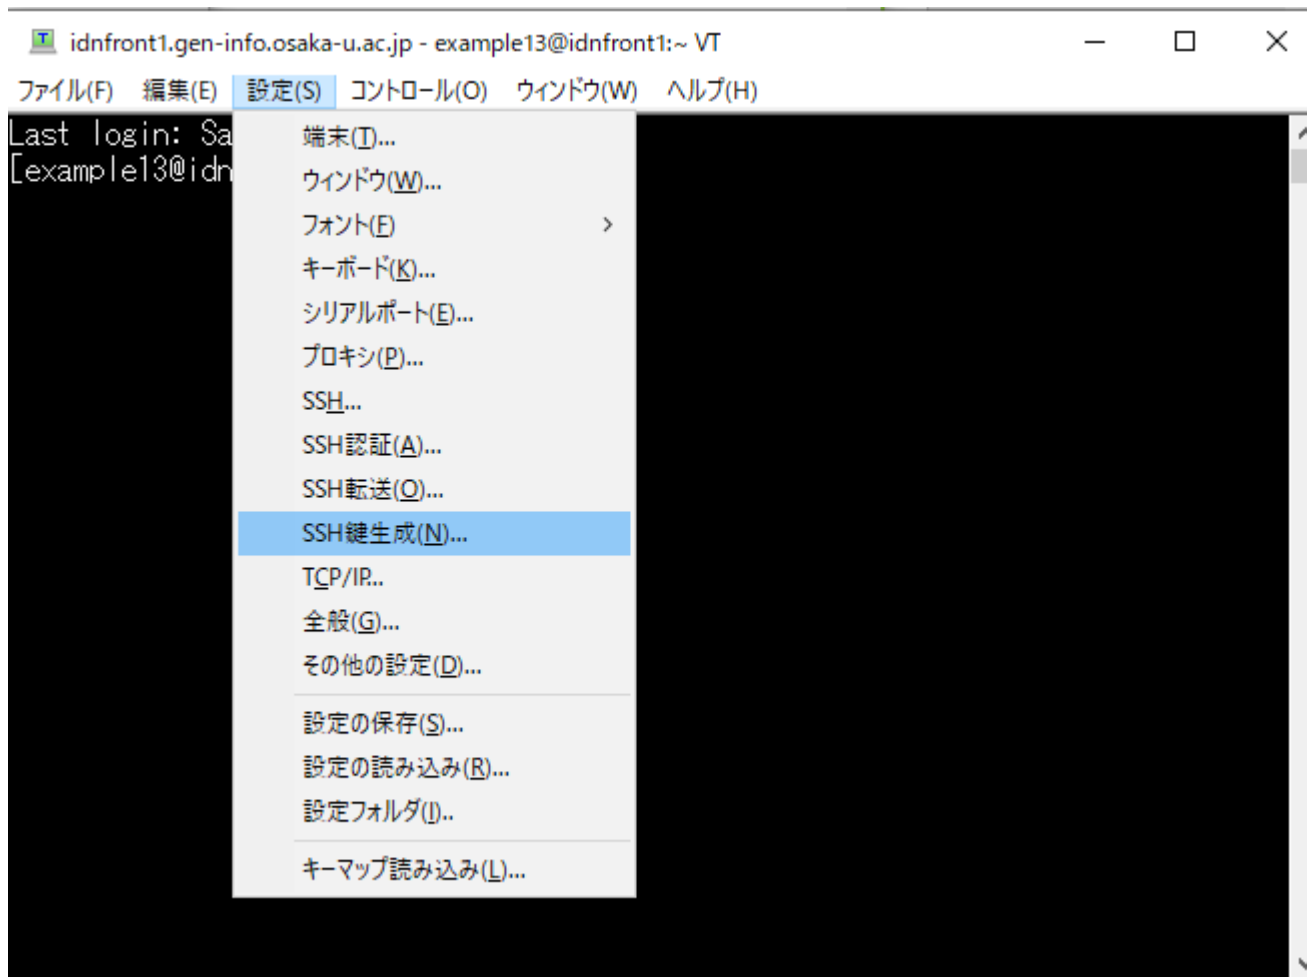 idnfront1.gen-info.osaka-u.ac.jp - example13@idnfront1:~ VT
ファイル(F) 編集(E) 設定(S) コントロール(O) ウィンドウ(W) ヘルプ(H)
Last login: Sa
[example13@idn
端末(T)...
ウィンドウ(W)...
フォント(F)
キーボード(K)...
シリアルポート(E)...
プロキシ(P)...
SSH...
SSH認証(A)...
SSH転送(O)...
SSH鍵生成(N)...
TCP/IP...
全般(G)...
その他の設定(D)...
設定の保存(S)...
設定の読み込み(R)...
設定フォルダ(I)..
キーマップ読み込み(L)...